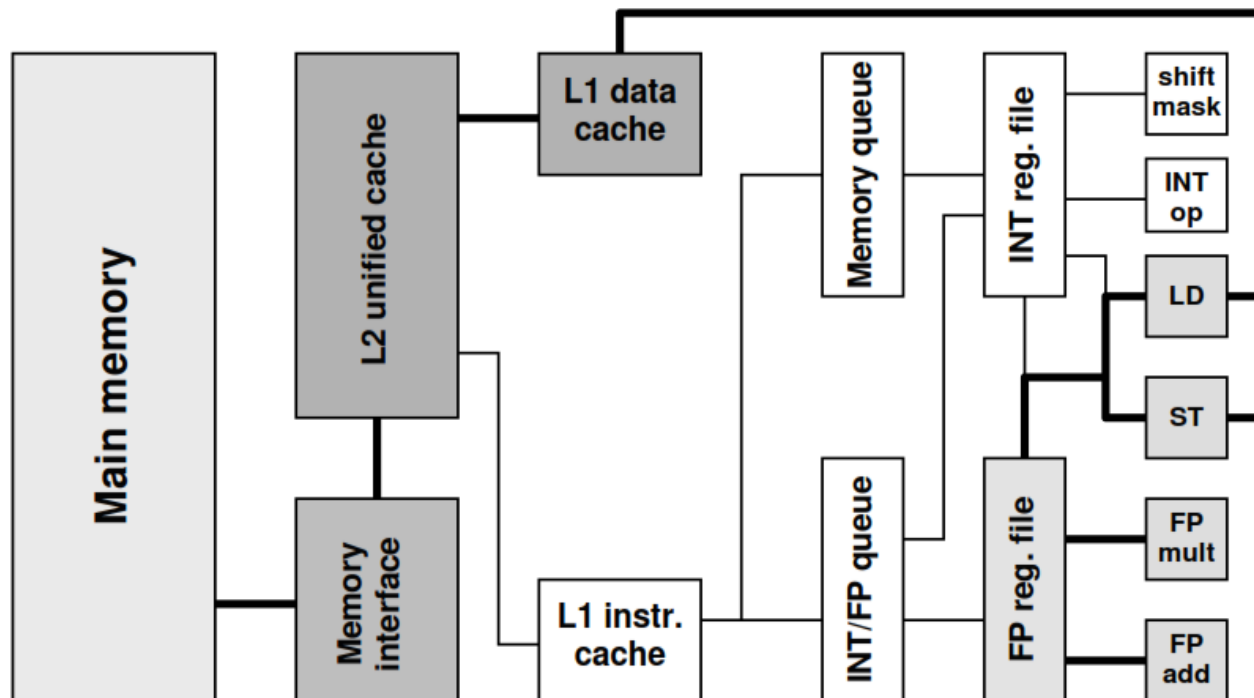 Main memory
L2 unified cache
Memory
interface
L1 data
cache
L1 instr.
cache
Memory queue
INT/FP queue
INT reg. file
FP reg. file
shift
mask
INT
op
LD
ST
FP
mult
FP
add